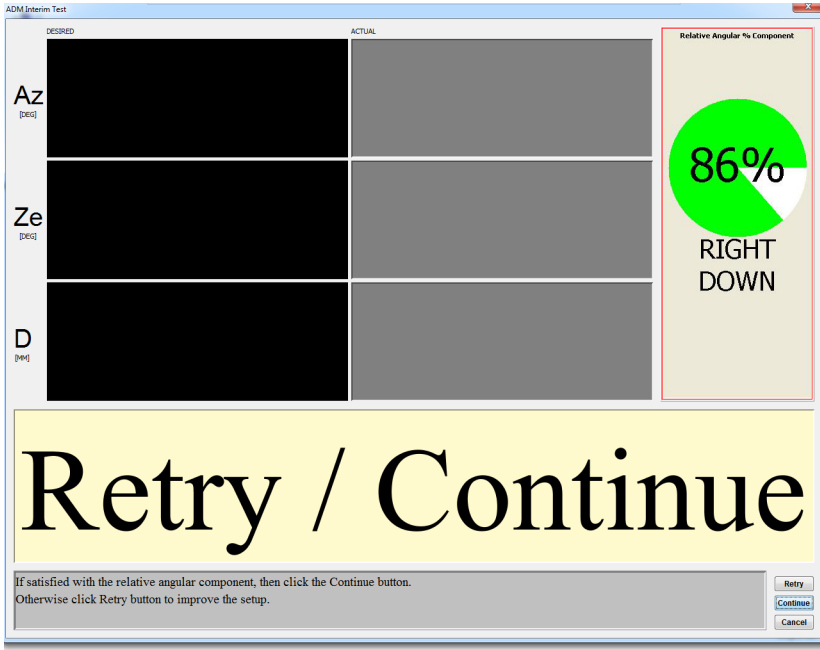 ADM Interim Test
DESIRED
ACTUAL
Relative Angular % Component
Az
[DEG]
Ze
[DEG]
D
[MM]
86%
RIGHT
DOWN
Retry / Continue
If satisfied with the relative angular component, then click the Continue button.
Otherwise click Retry button to improve the setup.
Retry
Continue
Cancel